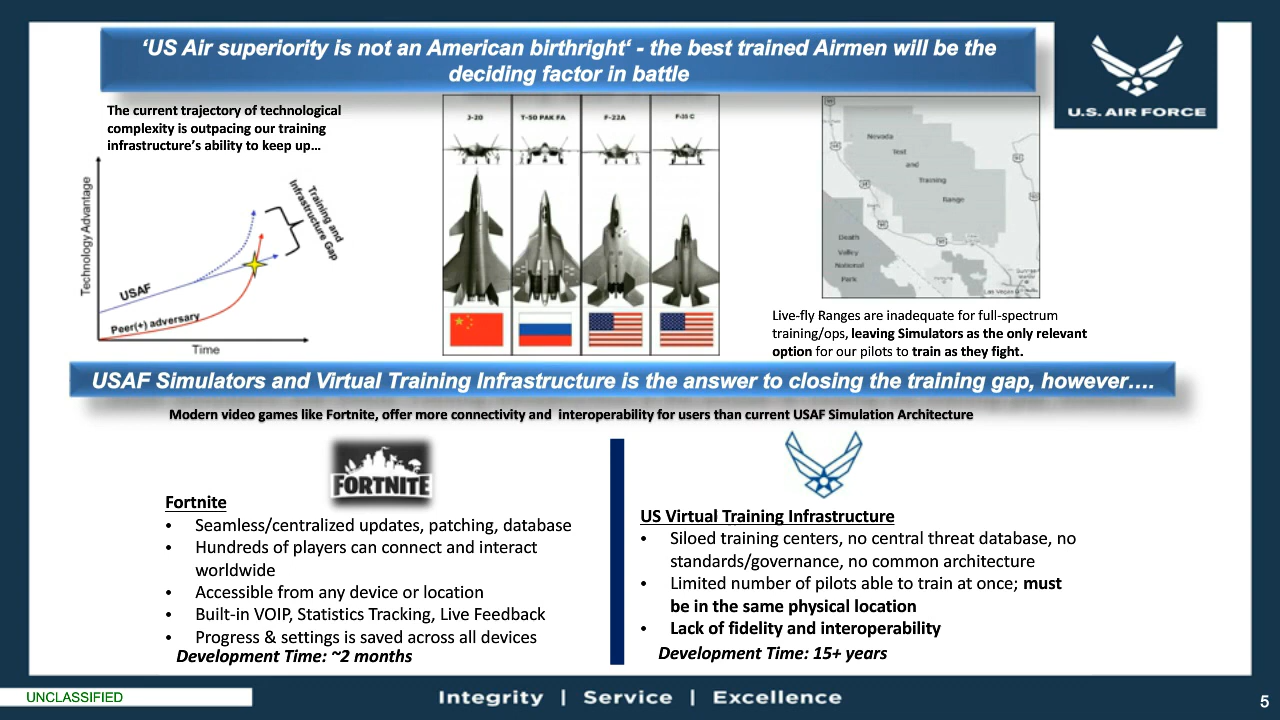 ‘US Air superiority is not an American birthright‘ - the best trained Airmen will be the
deciding factor in battle
U.S. AIR FORCE
The current trajectory of technological
complexity is outpacing our training
infrastructure’s ability to keep up…
Technology Advantage
USAF
Peer(+) adversary
Time
Training and
Infrastructure Gap
J-20
T-50 PAK FA
F-22A
F-35 C
Nevada
Test
and
Training
Range
Death
Valley
National
Park
Las Vegas
Live-fly Ranges are inadequate for full-spectrum
training/ops, leaving Simulators as the only relevant
option for our pilots to train as they fight.
USAF Simulators and Virtual Training Infrastructure is the answer to closing the training gap, however….
Modern video games like Fortnite, offer more connectivity and interoperability for users than current USAF Simulation Architecture
FORTNITE
Fortnite
• Seamless/centralized updates, patching, database
• Hundreds of players can connect and interact
worldwide
• Accessible from any device or location
• Built-in VOIP, Statistics Tracking, Live Feedback
• Progress & settings is saved across all devices
Development Time: ~2 months
US Virtual Training Infrastructure
• Siloed training centers, no central threat database, no
standards/governance, no common architecture
• Limited number of pilots able to train at once; must
be in the same physical location
• Lack of fidelity and interoperability
Development Time: 15+ years
UNCLASSIFIED
Integrity | Service | Excellence
5